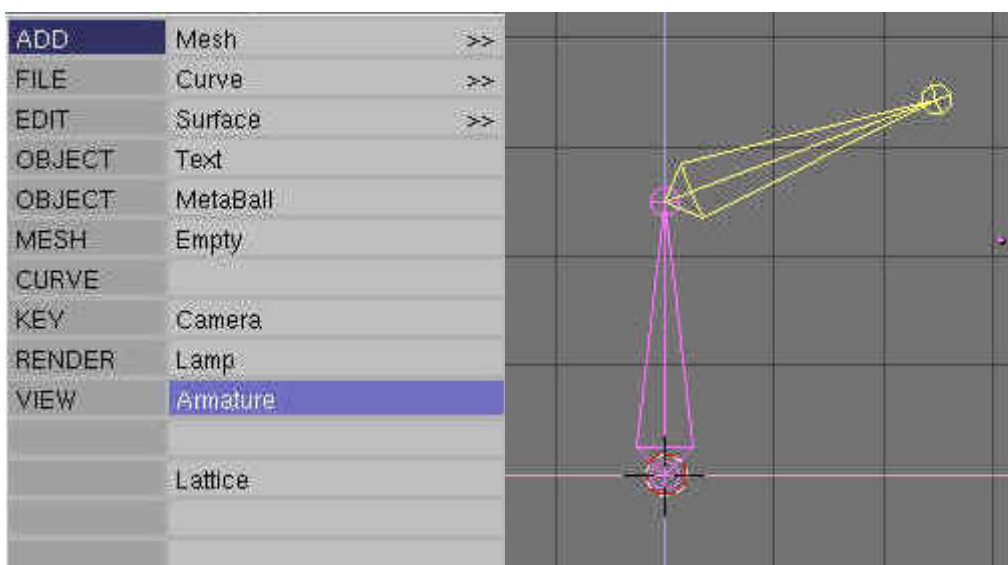 ADD Mesh >>
FILE Curve >>
EDIT Surface >>
OBJECT Text
OBJECT MetaBall
MESH Empty
CURVE
KEY Camera
RENDER Lamp
VIEW Armature
Lattice